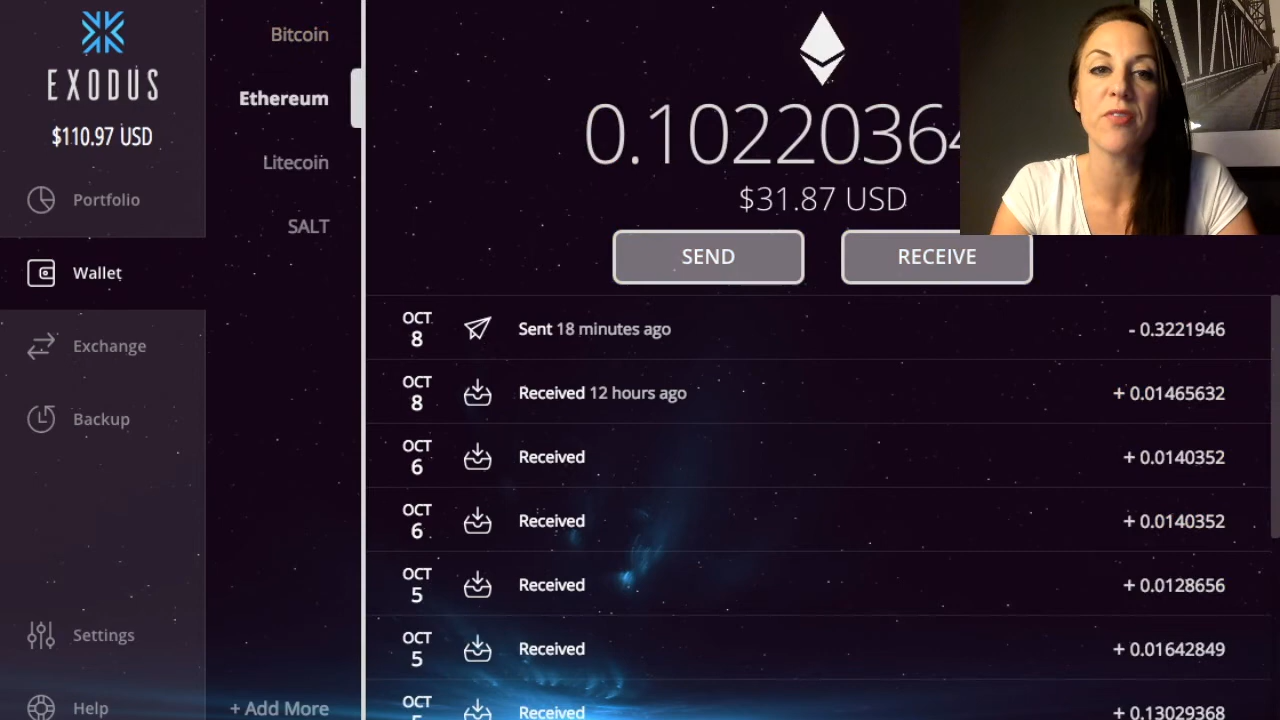 EXODUS
$110.97 USD
Portfolio
Wallet
Exchange
Backup
Settings
Help
Bitcoin
Ethereum
Litecoin
SALT
+ Add More
0.10220364
$31.87 USD
SEND
RECEIVE
OCT 8 Sent 18 minutes ago - 0.3221946
OCT 8 Received 12 hours ago + 0.01465632
OCT 6 Received + 0.0140352
OCT 6 Received + 0.0140352
OCT 5 Received + 0.0128656
OCT 5 Received + 0.01642849
OCT 5 Received + 0.13029368